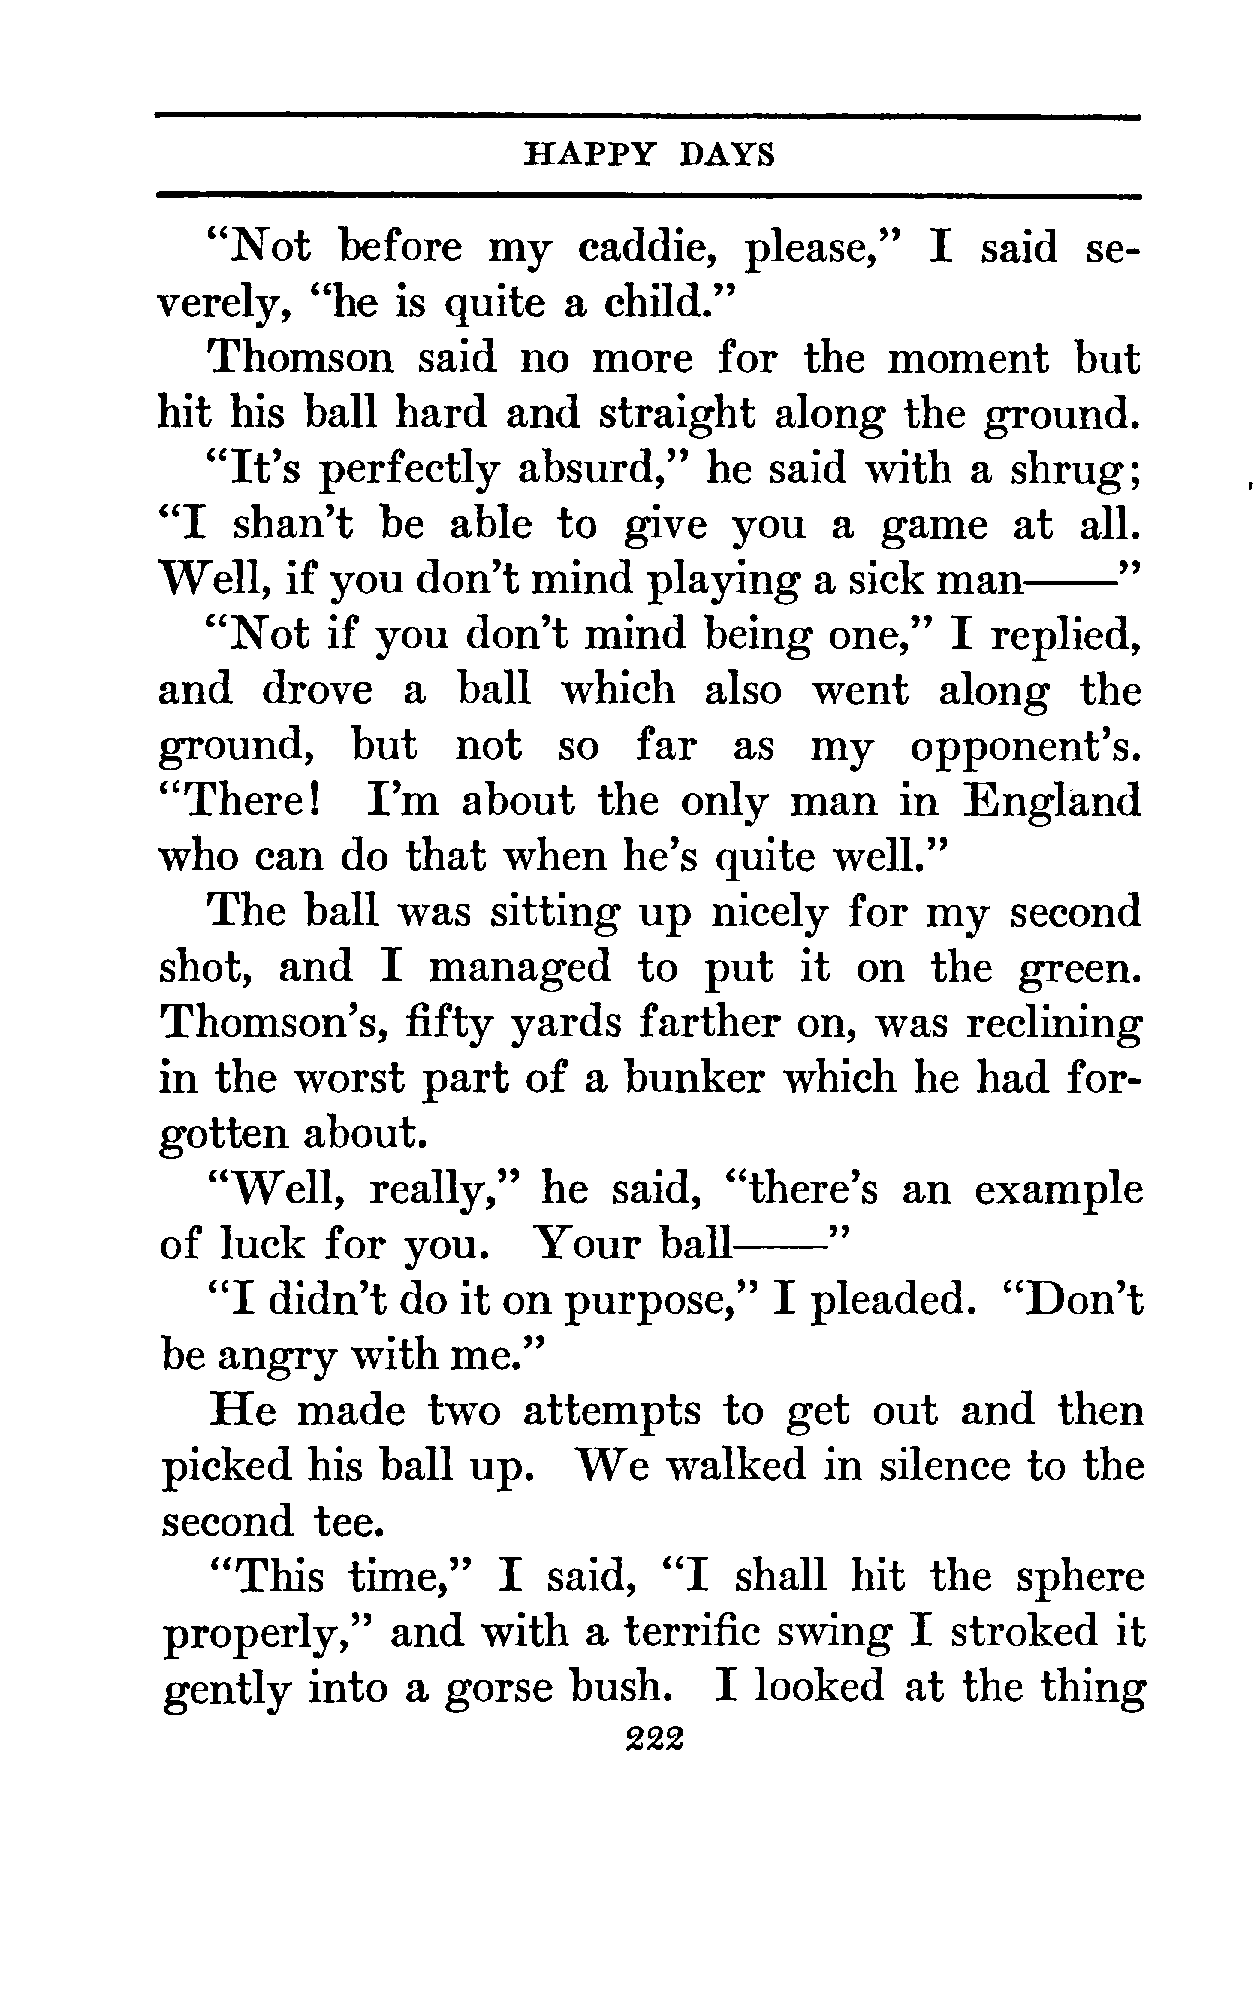 HAPPY DAYS
"Not before my caddie, please," I said se-
verely, "he is quite a child."
Thomson said no more for the moment but
hit his ball hard and straight along the ground.
"It's perfectly absurd," he said with a shrug;
"I shan't be able to give you a game at all.
Well, if you don't mind playing a sick man——"
"Not if you don't mind being one," I replied,
and drove a ball which also went along the
ground, but not so far as my opponent's.
"There! I'm about the only man in England
who can do that when he's quite well."
The ball was sitting up nicely for my second
shot, and I managed to put it on the green.
Thomson's, fifty yards farther on, was reclining
in the worst part of a bunker which he had for-
gotten about.
"Well, really," he said, "there's an example
of luck for you. Your ball——"
"I didn't do it on purpose," I pleaded. "Don't
be angry with me."
He made two attempts to get out and then
picked his ball up. We walked in silence to the
second tee.
"This time," I said, "I shall hit the sphere
properly," and with a terrific swing I stroked it
gently into a gorse bush. I looked at the thing
222